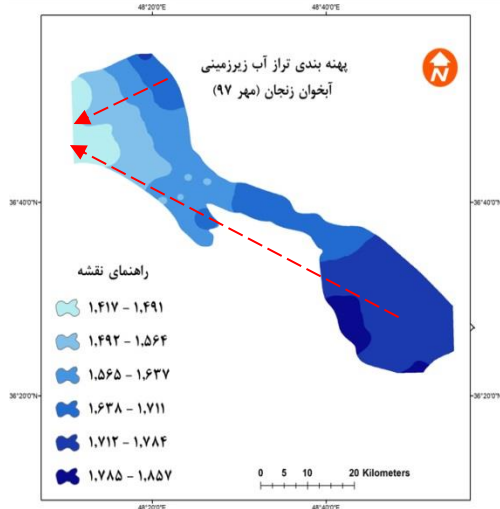 48°20'0"E
48°40'0"E
پهنه بندی تراز آب زیرزمینی
آبخوان زنجان (مهر ۹۷)
N
36°40'0"N
36°40'0"N
راهنمای نقشه
۱,۴۱۷ – ۱,۴۹۱
۱,۴۹۲ – ۱,۵۶۴
۱,۵۶۵ – ۱,۶۳۷
۱,۶۳۸ – ۱,۷۱۱
۱,۷۱۲ – ۱,۷۸۴
۱,۷۸۵ – ۱,۸۵۷
36°20'0"N
36°20'0"N
0 5 10 20 Kilometers
48°20'0"E
48°40'0"E